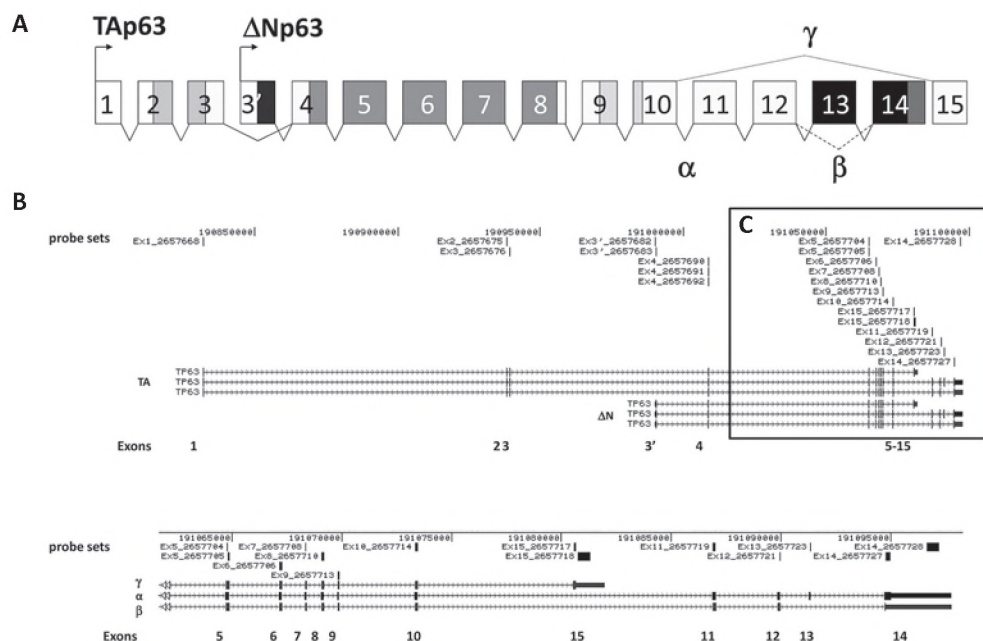 A
TAp63 ΔNp63
γ
1 2 3 3' 4 5 6 7 8 9 10 11 12 13 14 15
α β
B
probe sets
C
190850000| 190900000| 190950000| 191000000| 191050000| 191100000|
Ex1_2657668| Ex2_2657675| Ex3'_2657682| Ex5_2657704| Ex14_2657728|
Ex3_2657676| Ex3'_2657683| Ex5_2657705|
Ex4_2657690| Ex6_2657706|
Ex4_2657691| Ex7_2657708|
Ex4_2657692| Ex8_2657710|
Ex9_2657713|
Ex10_2657714|
Ex15_2657717|
Ex15_2657718|
Ex11_2657719|
Ex12_2657721|
Ex13_2657723|
Ex14_2657727|
TP63
TA TP63
TP63
TP63
ΔN TP63
TP63
Exons 1 23 3' 4 5-15
probe sets
191065000| 191070000| 191075000| 191080000| 191085000| 191090000| 191095000|
Ex5_2657704 Ex7_2657708 Ex10_2657714 Ex15_2657717 Ex11_2657719 Ex13_2657723 Ex14_2657728
Ex5_2657705 Ex8_2657710 Ex15_2657718 Ex12_2657721 Ex14_2657727
Ex6_2657706
Ex9_2657713
γ
α
β
Exons 5 6 7 8 9 10 15 11 12 13 14